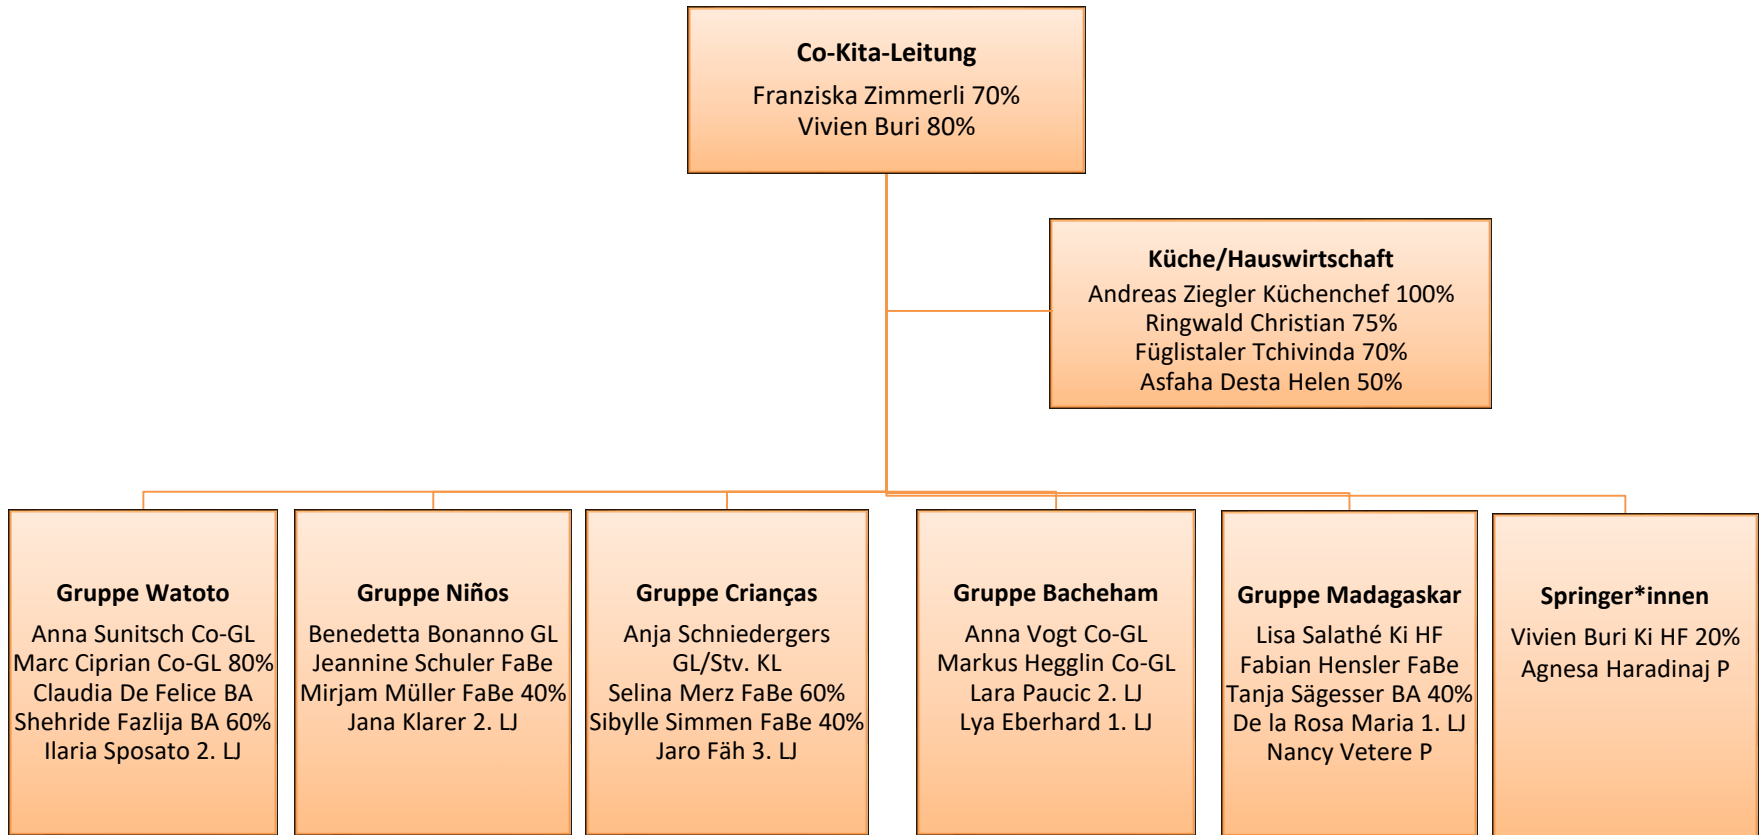 Co-Kita-Leitung
Franziska Zimmerli 70%
Vivien Buri 80%
Küche/Hauswirtschaft
Andreas Ziegler Küchenchef 100%
Ringwald Christian 75%
Füglistaler Tchivinda 70%
Asfaha Desta Helen 50%
Gruppe Watoto
Anna Sunitsch Co-GL
Marc Ciprian Co-GL 80%
Claudia De Felice BA
Shehride Fazlija BA 60%
Ilaria Sposato 2. LJ
Gruppe Niños
Benedetta Bonanno GL
Jeannine Schuler FaBe
Mirjam Müller FaBe 40%
Jana Klarer 2. LJ
Gruppe Crianças
Anja Schniedergers
GL/Stv. KL
Selina Merz FaBe 60%
Sibylle Simmen FaBe 40%
Jaro Fäh 3. LJ
Gruppe Bacheham
Anna Vogt Co-GL
Markus Hegglin Co-GL
Lara Paucic 2. LJ
Lya Eberhard 1. LJ
Gruppe Madagaskar
Lisa Salathé Ki HF
Fabian Hensler FaBe
Tanja Sägesser BA 40%
De la Rosa Maria 1. LJ
Nancy Vetere P
Springer*innen
Vivien Buri Ki HF 20%
Agnesa Haradinaj P